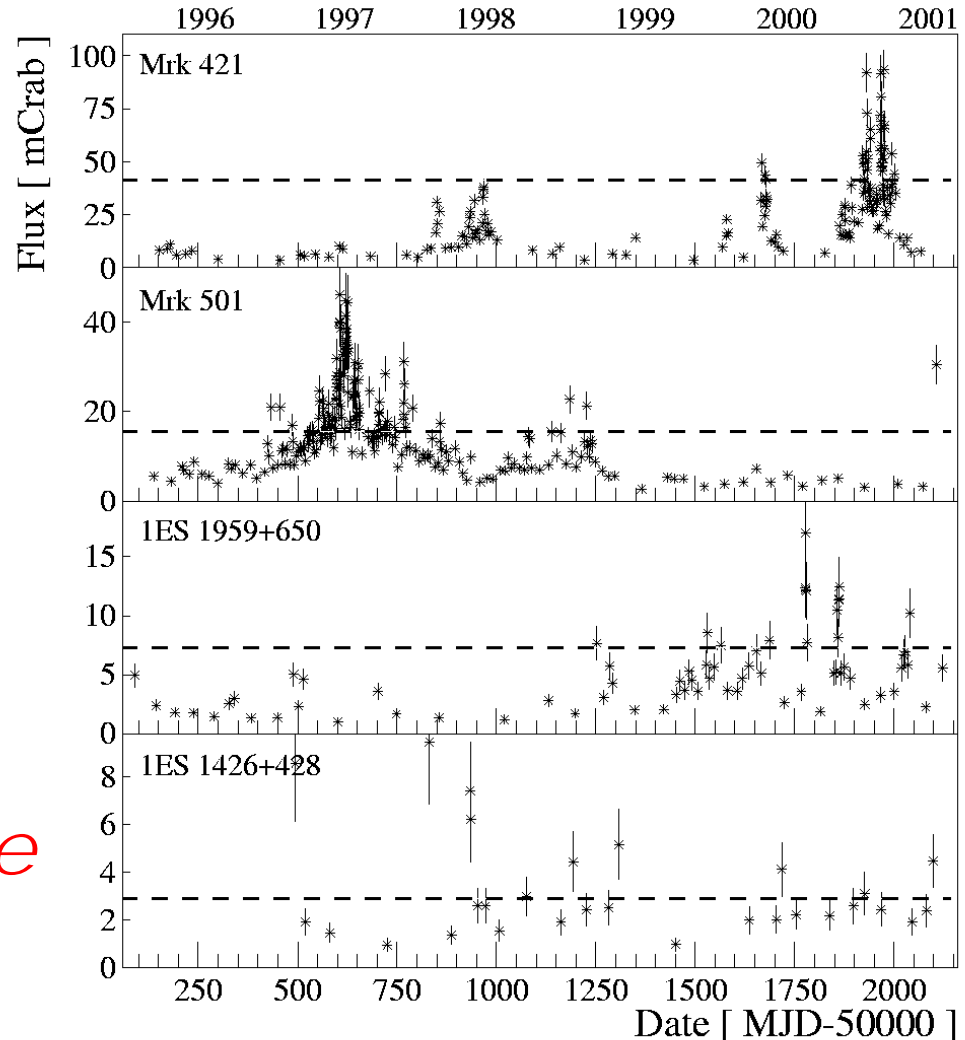 1996 1997 1998 1999 2000 2001
Flux [ mCrab ]
Mrk 421
100
75
50
25
0
Mrk 501
40
20
0
1ES 1959+650
15
10
5
0
1ES 1426+428
8
6
4
2
0
e
250 500 750 1000 1250 1500 1750 2000
Date [ MJD-50000 ]